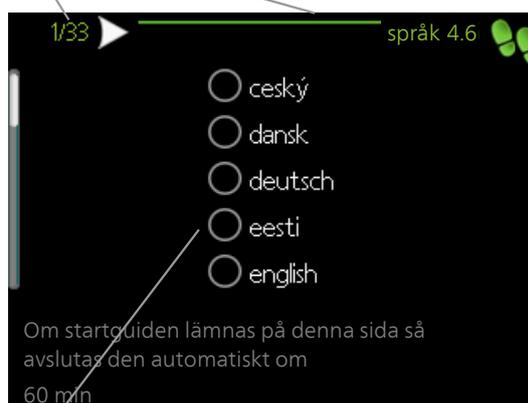 1/33
språk 4.6
ceský
dansk
deutsch
eesti
english
Om startguiden lämnas på denna sida så
avslutas den automatiskt om
60 min